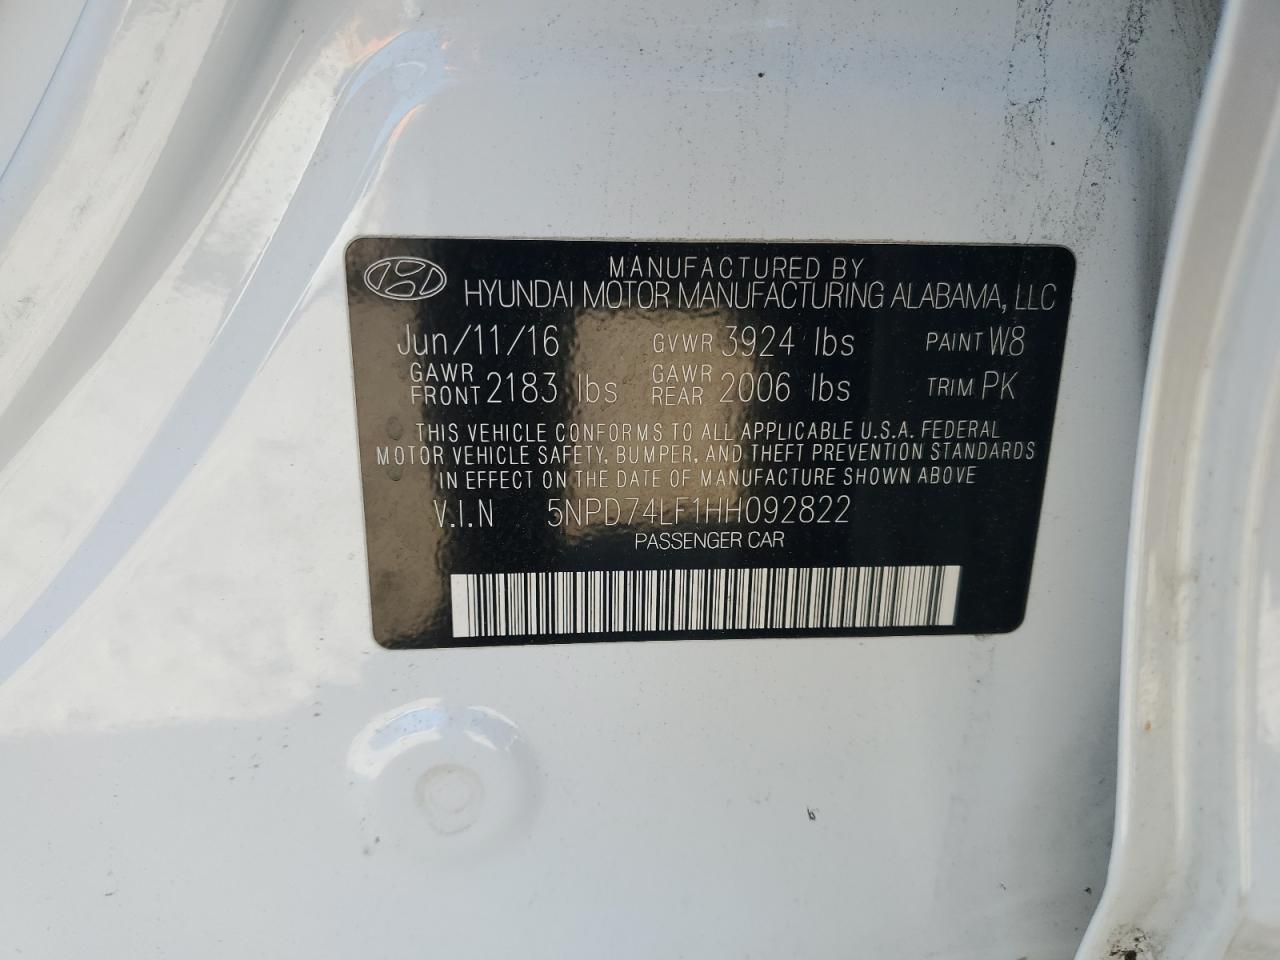 MANUFACTURED BY
HYUNDAI MOTOR MANUFACTURING ALABAMA, LLC
Jun/11/16 GVWR 3924 lbs PAINT W8
GAWR FRONT 2183 lbs GAWR REAR 2006 lbs TRIM PK
THIS VEHICLE CONFORMS TO ALL APPLICABLE U.S.A. FEDERAL
MOTOR VEHICLE SAFETY, BUMPER, AND THEFT PREVENTION STANDARDS
IN EFFECT ON THE DATE OF MANUFACTURE SHOWN ABOVE
V.I.N 5NPD74LF1HH092822
PASSENGER CAR